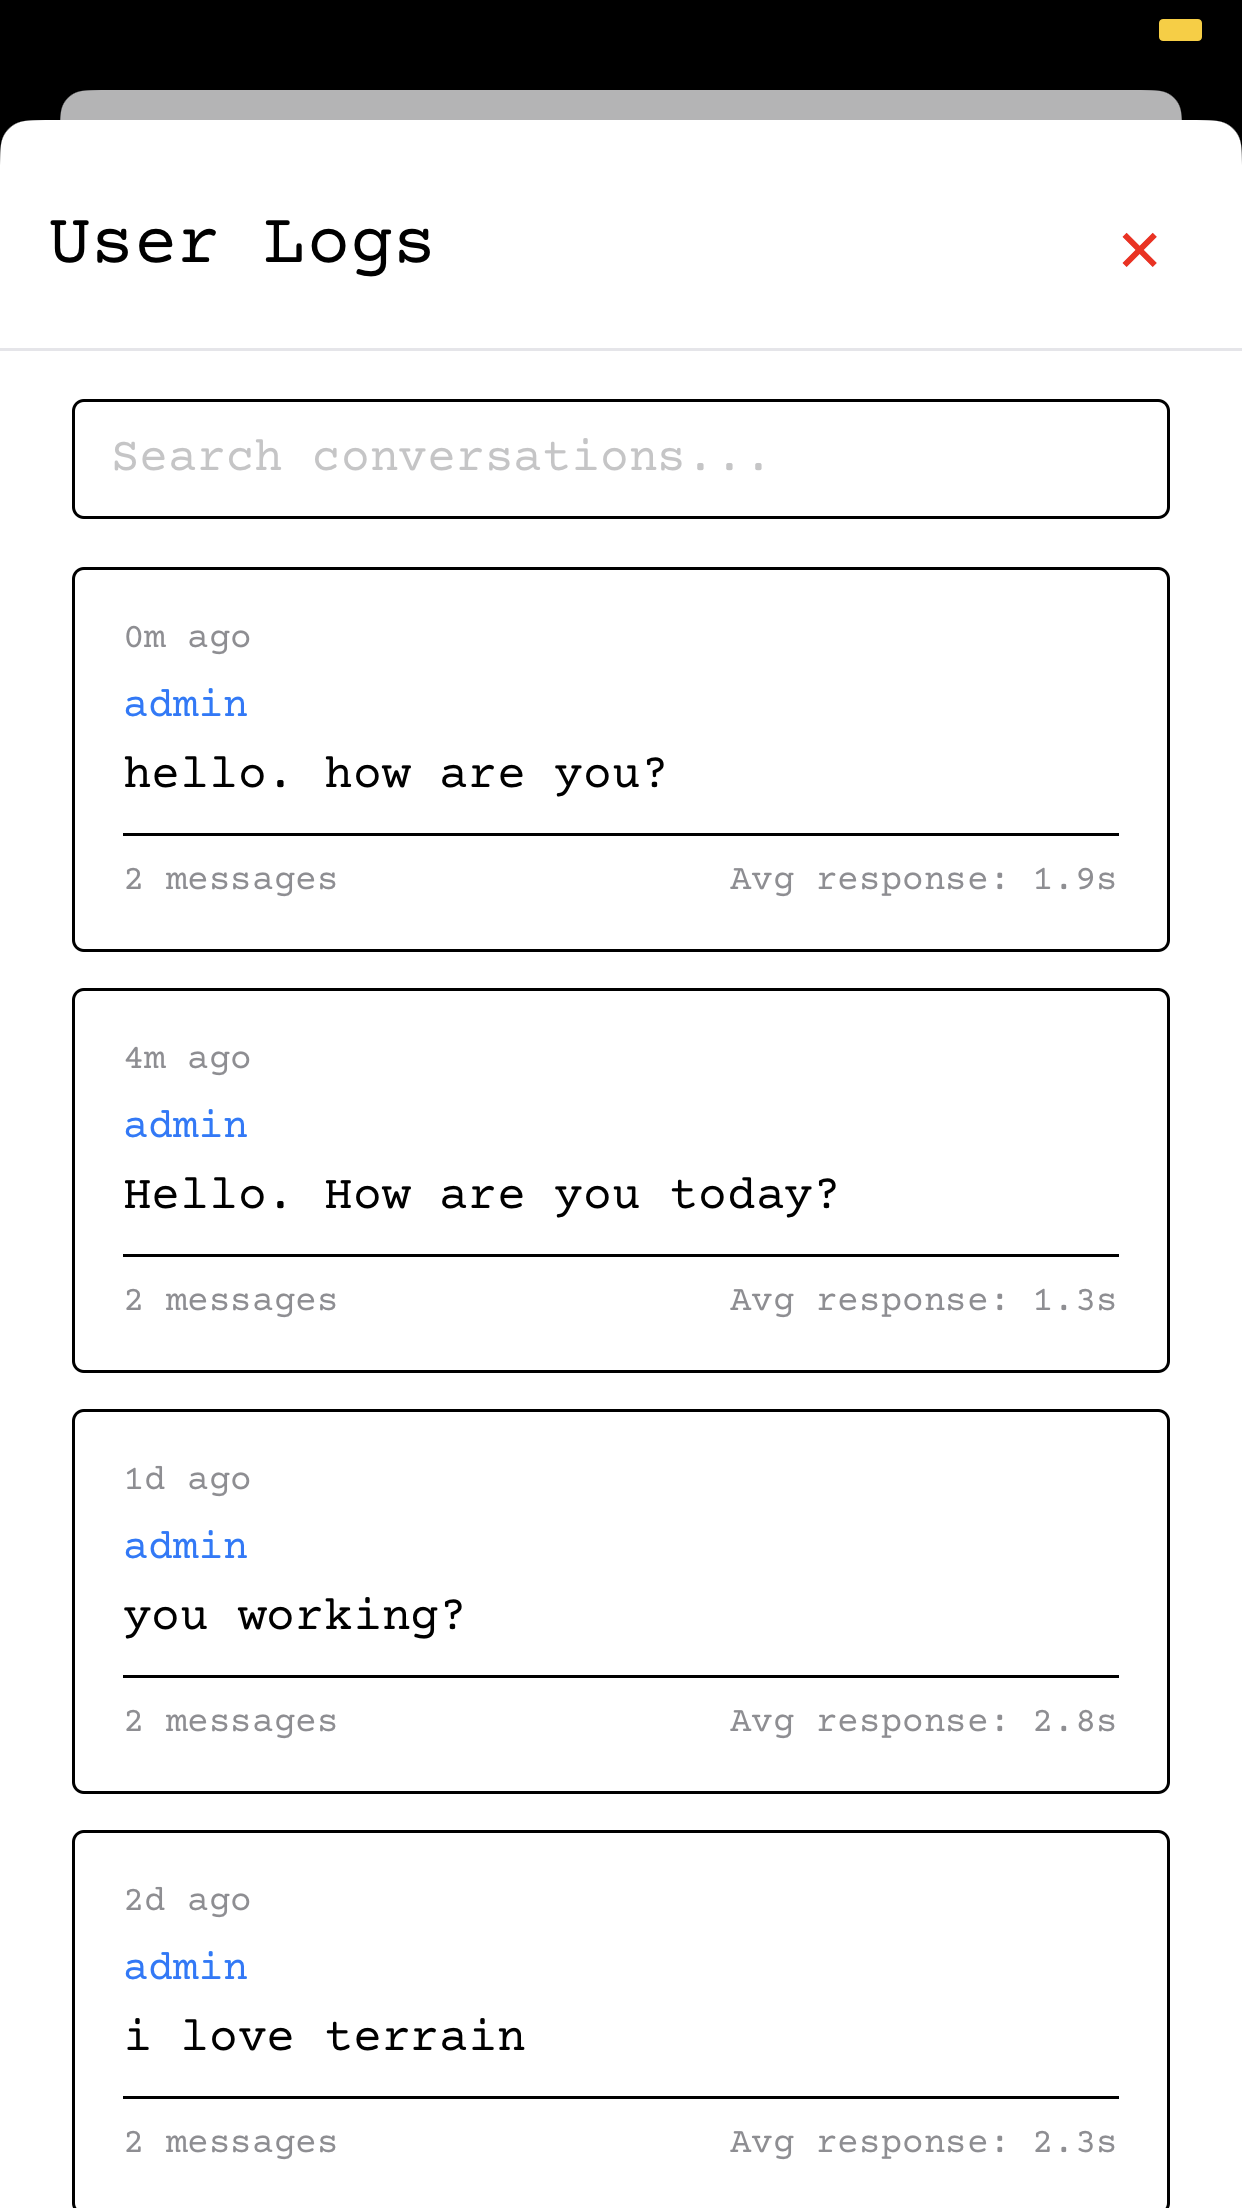 User Logs
Search conversations...
0m ago
admin
hello. how are you?
2 messages Avg response: 1.9s
4m ago
admin
Hello. How are you today?
2 messages Avg response: 1.3s
1d ago
admin
you working?
2 messages Avg response: 2.8s
2d ago
admin
i love terrain
2 messages Avg response: 2.3s